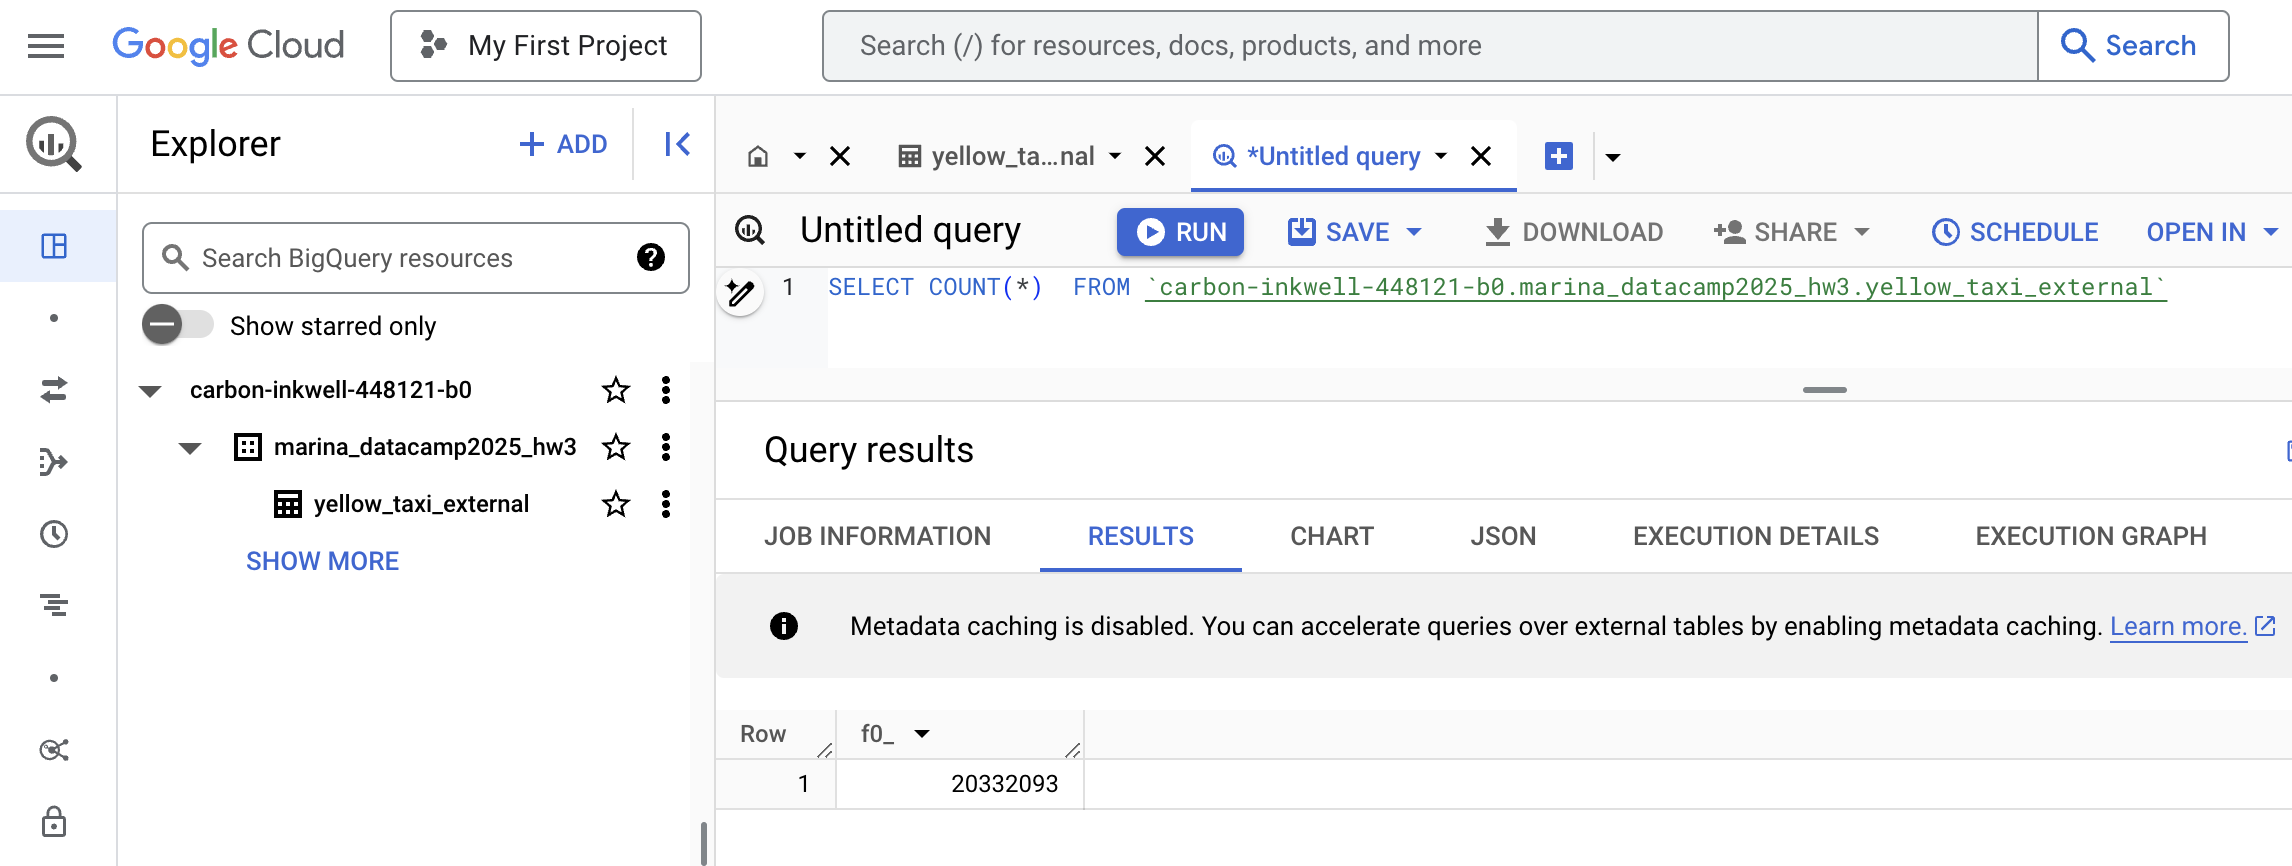 Google Cloud
My First Project
Search (/) for resources, docs, products, and more
Search
Explorer
+ ADD
yellow_ta...nal
*Untitled query
Search BigQuery resources
Show starred only
carbon-inkwell-448121-b0
marina_datacamp2025_hw3
yellow_taxi_external
SHOW MORE
Untitled query
RUN
SAVE
DOWNLOAD
SHARE
SCHEDULE
OPEN IN
1 SELECT COUNT(*)  FROM `carbon-inkwell-448121-b0.marina_datacamp2025_hw3.yellow_taxi_external`
Query results
JOB INFORMATION
RESULTS
CHART
JSON
EXECUTION DETAILS
EXECUTION GRAPH
Metadata caching is disabled. You can accelerate queries over external tables by enabling metadata caching. Learn more.
Row f0_
1 20332093